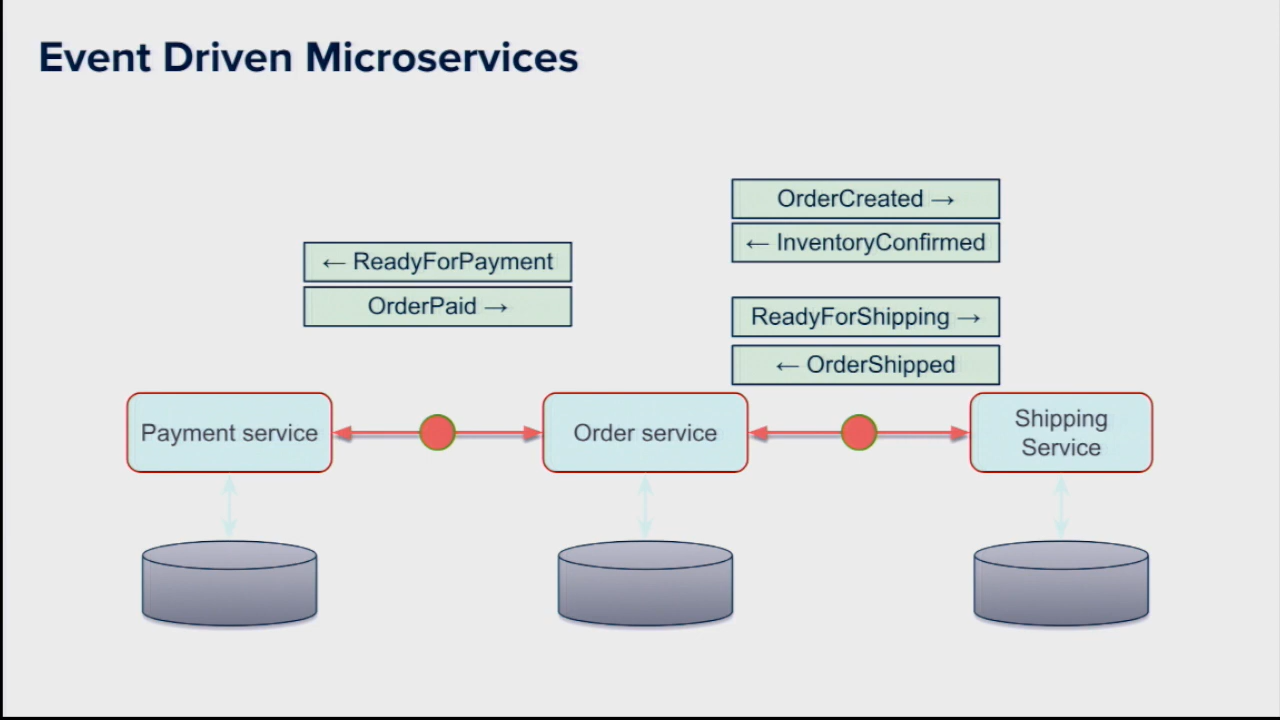 Event Driven Microservices
OrderCreated →
← InventoryConfirmed
← ReadyForPayment
OrderPaid →
ReadyForShipping →
← OrderShipped
Payment service
Order service
Shipping
Service